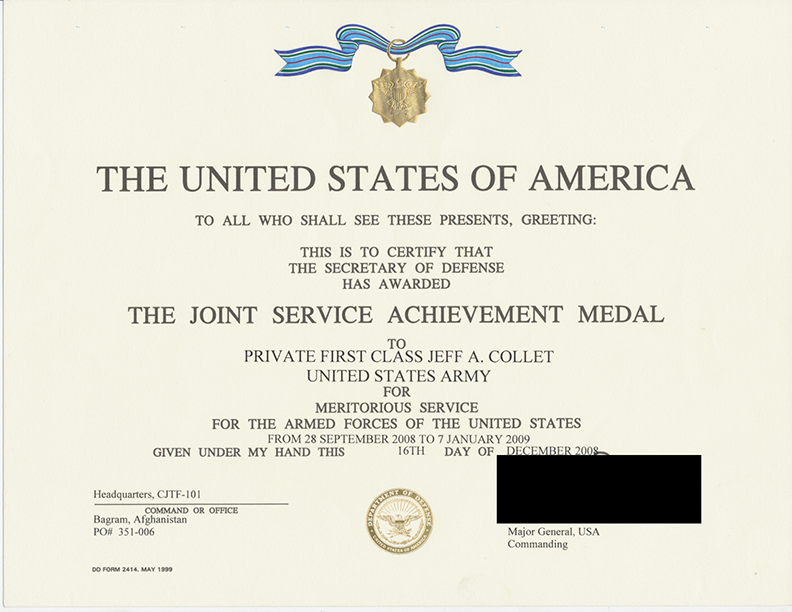 THE UNITED STATES OF AMERICA
TO ALL WHO SHALL SEE THESE PRESENTS, GREETING:
THIS IS TO CERTIFY THAT
THE SECRETARY OF DEFENSE
HAS AWARDED
THE JOINT SERVICE ACHIEVEMENT MEDAL
TO
PRIVATE FIRST CLASS JEFF A. COLLET
UNITED STATES ARMY
FOR
MERITORIOUS SERVICE
FOR THE ARMED FORCES OF THE UNITED STATES
FROM 28 SEPTEMBER 2008 TO 7 JANUARY 2009
GIVEN UNDER MY HAND THIS 16TH DAY OF DECEMBER 2008
Headquarters, CJTF-101
COMMAND OR OFFICE
Bagram, Afghanistan
PO# 351-006
DEPARTMENT OF DEFENSE
UNITED STATES OF AMERICA
Major General, USA
Commanding
DD FORM 2414, MAY 1999